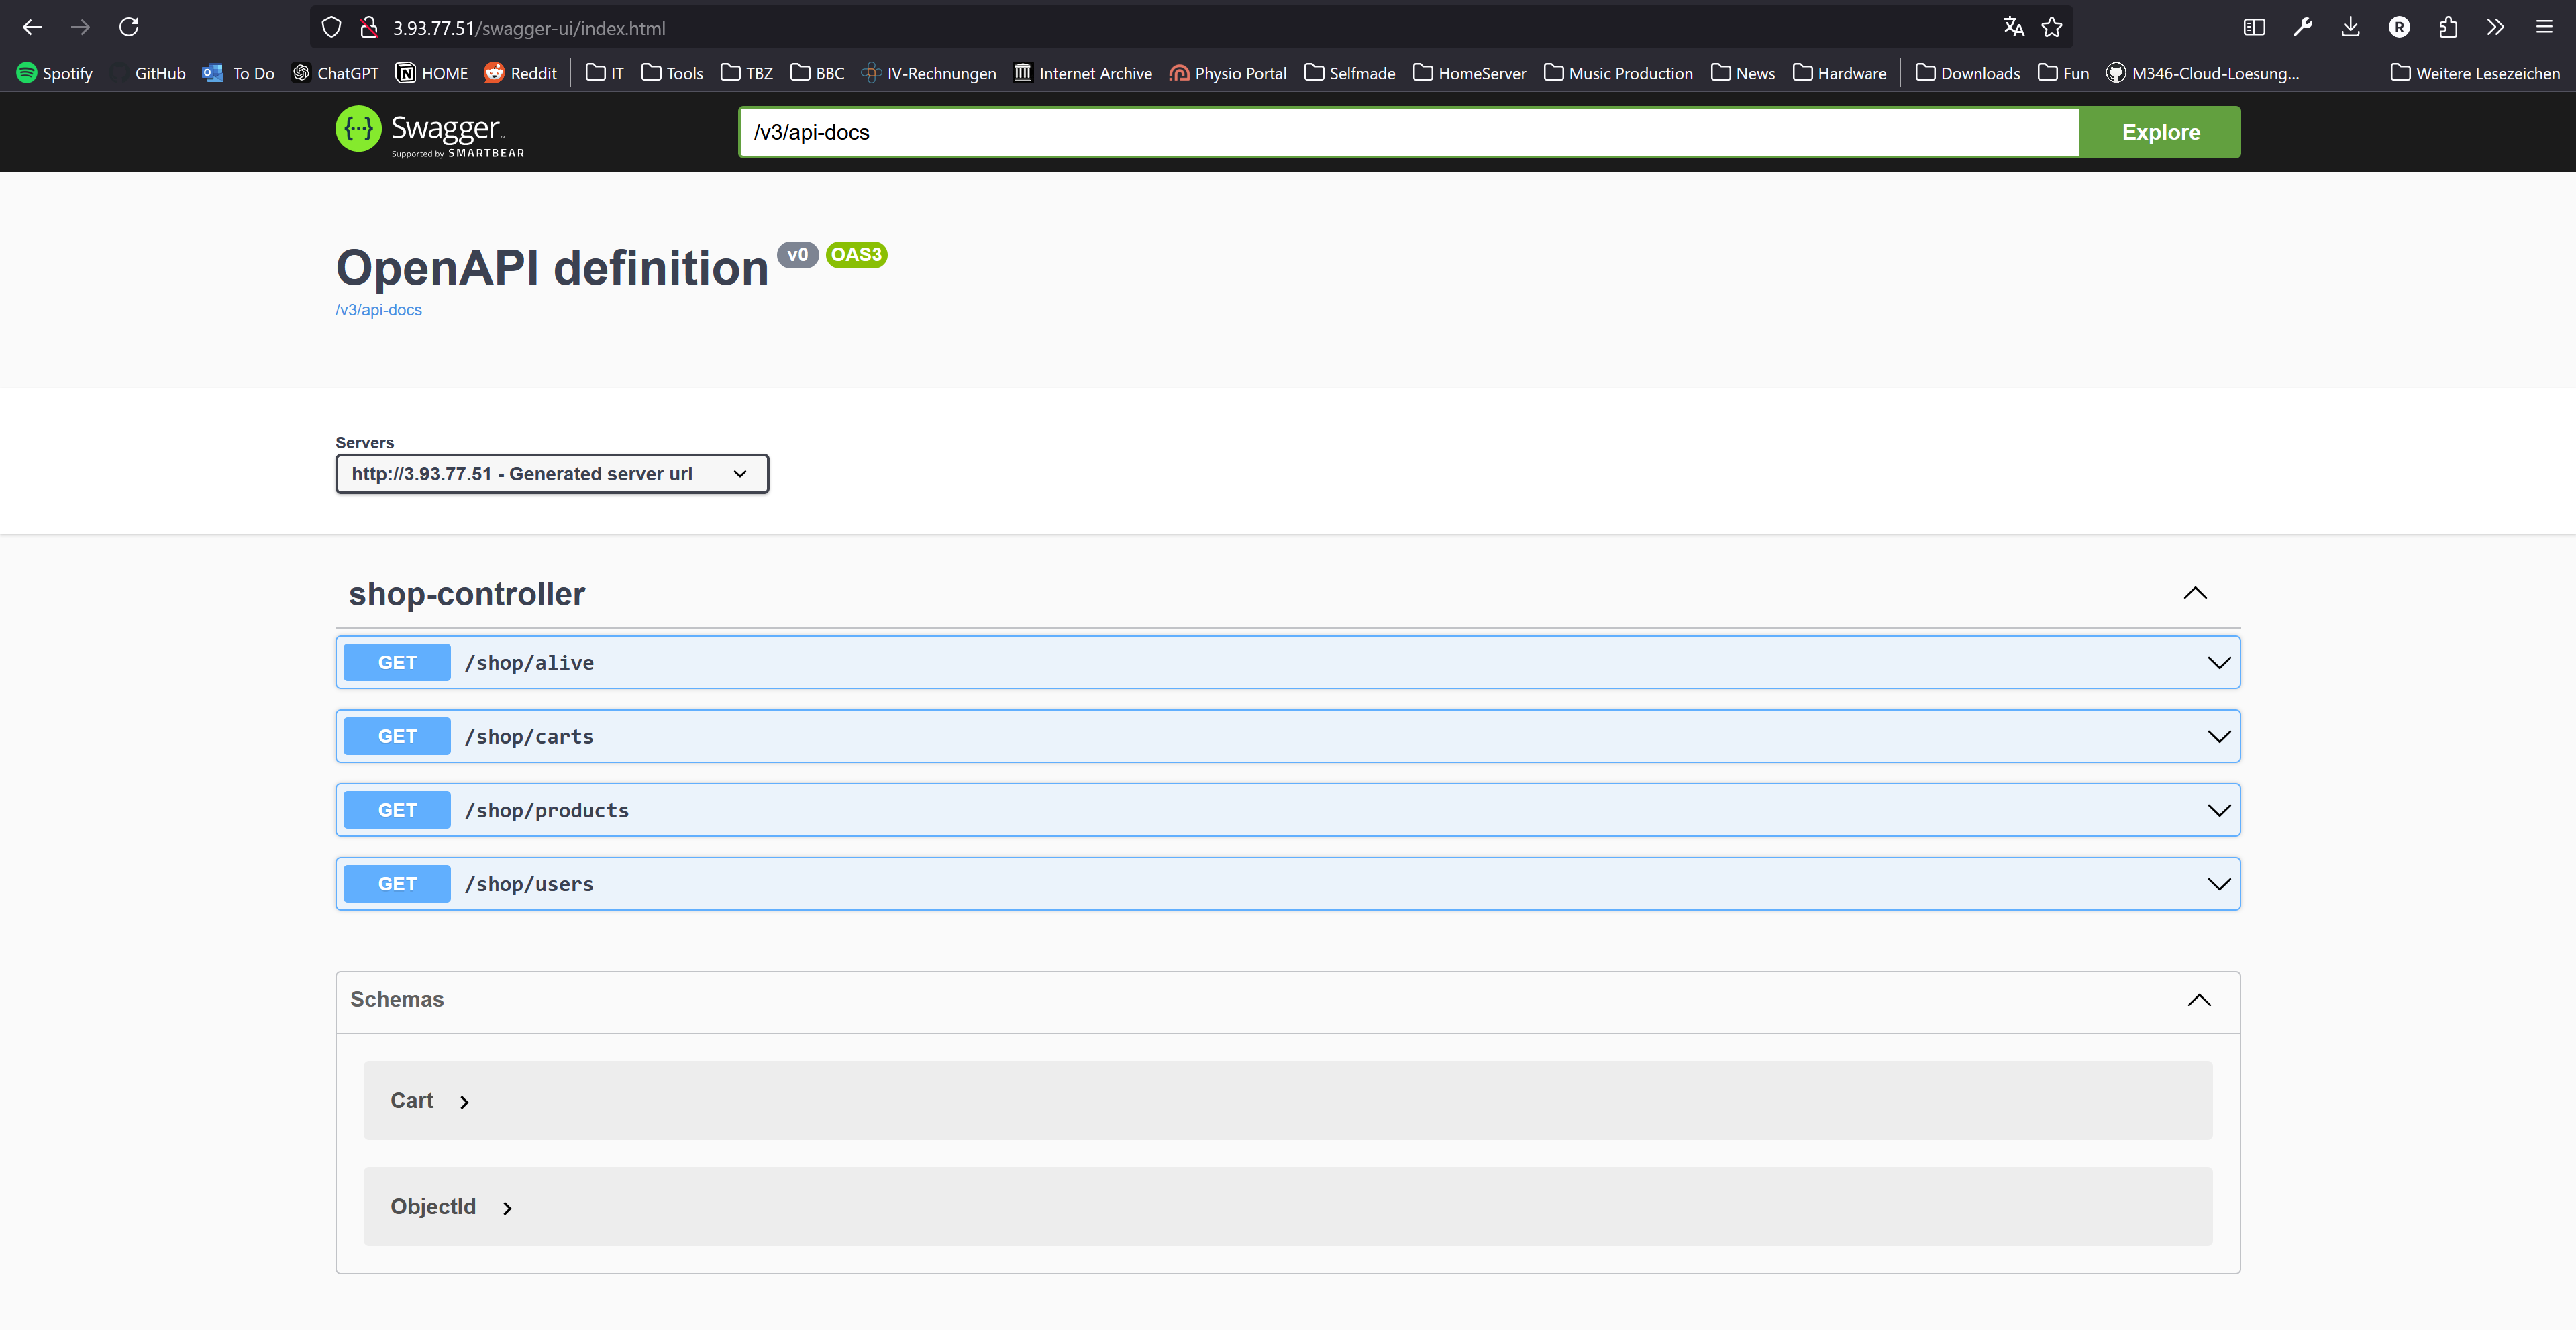 3.93.77.51/swagger-ui/index.html
Spotify GitHub To Do ChatGPT HOME Reddit IT Tools TBZ BBC IV-Rechnungen Internet Archive Physio Portal Selfmade HomeServer Music Production News Hardware Downloads Fun M346-Cloud-Loesung... Weitere Lesezeichen
Swagger
Supported by SMARTBEAR
/v3/api-docs
Explore
OpenAPI definition v0 OAS3
/v3/api-docs
Servers
http://3.93.77.51 - Generated server url
shop-controller
GET /shop/alive
GET /shop/carts
GET /shop/products
GET /shop/users
Schemas
Cart
ObjectId